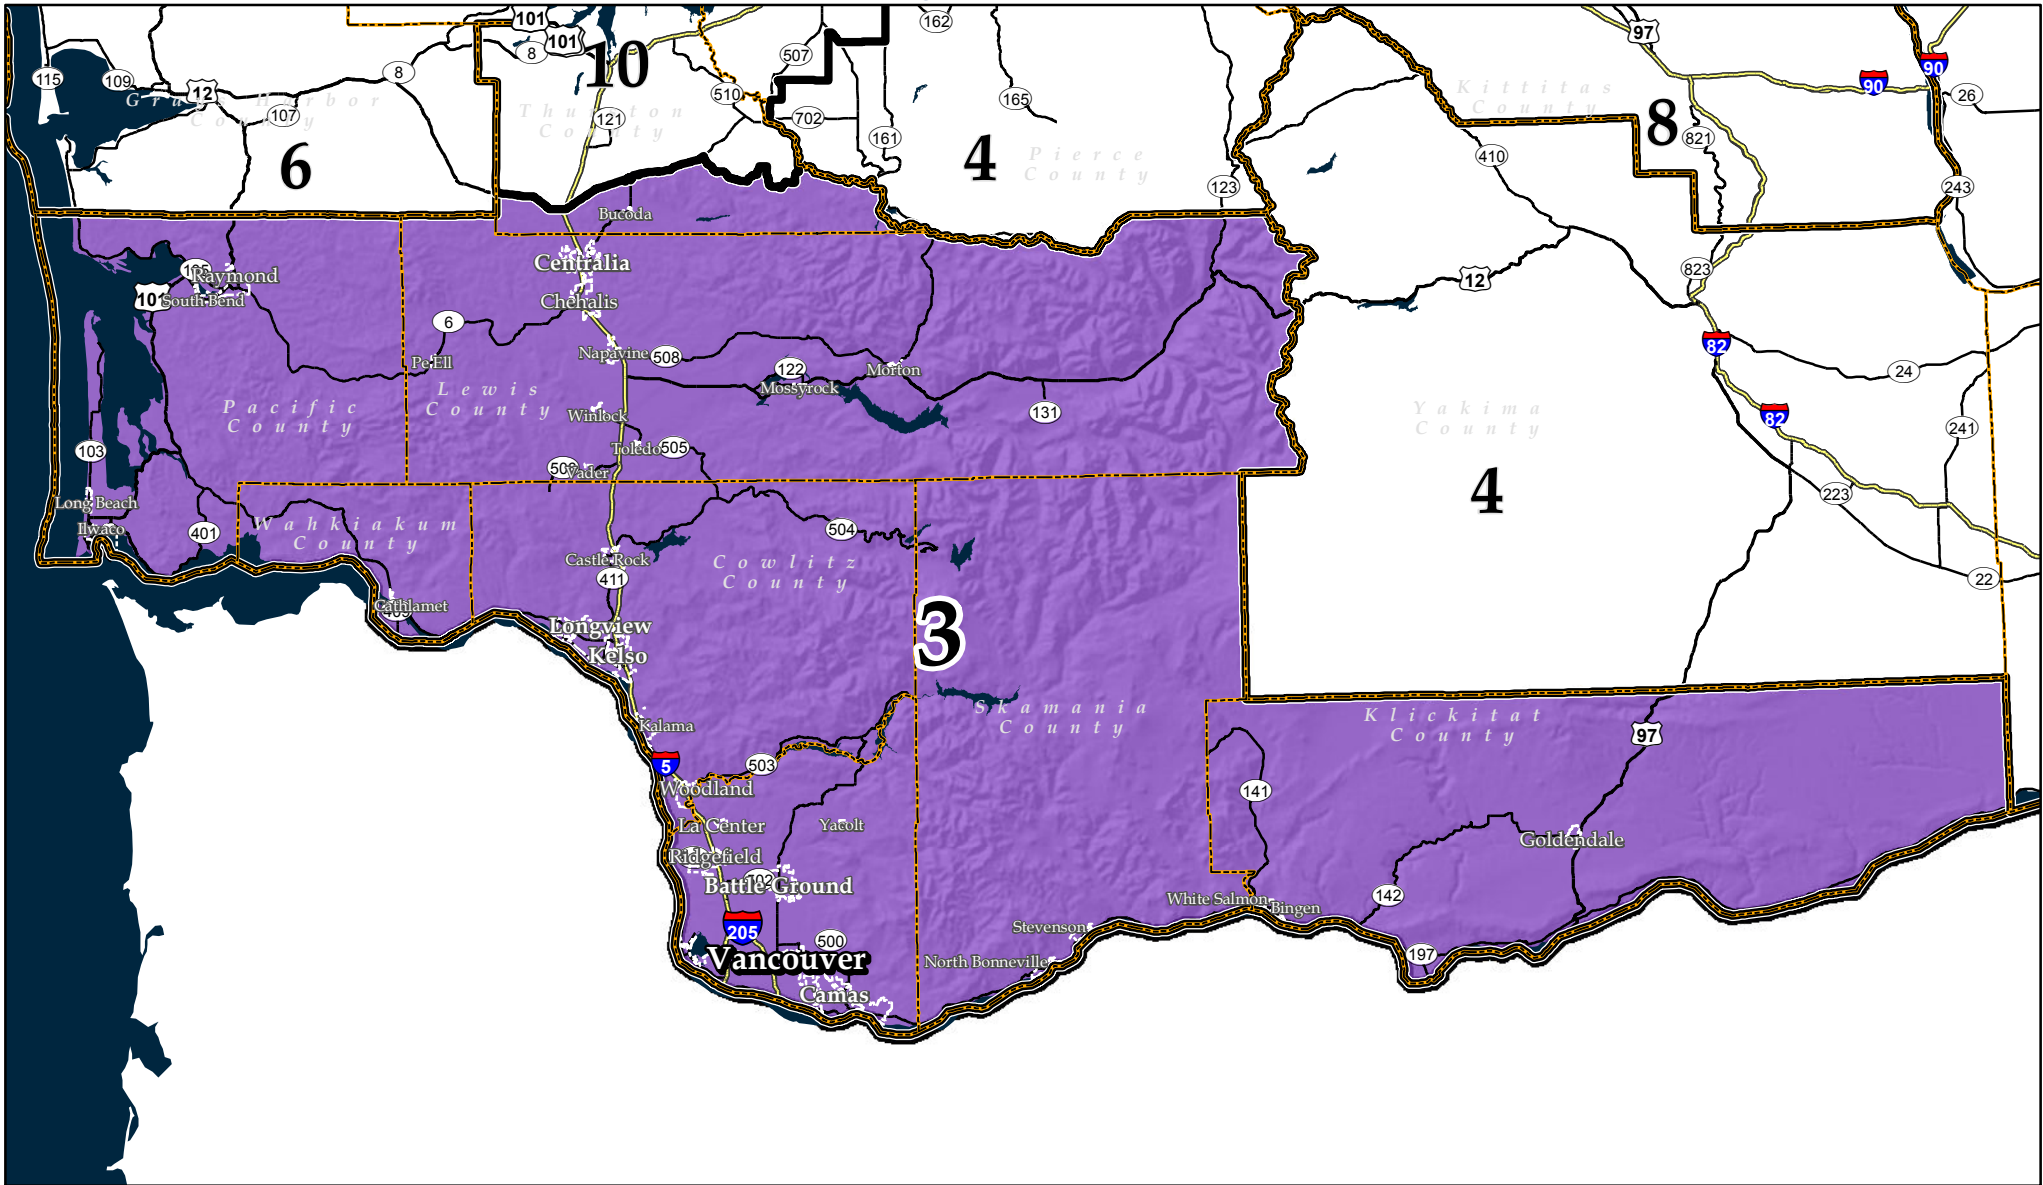 101
162
97
101
8
10
507
90
8
115
109
12
510
165
90
26
Grays Harbor
County
107
Thurston
County
121
702
161
Kittitas
County
8
821
6
4
Pierce
County
410
123
243
Bucoda
Centralia
Raymond
101
South Bend
Chehalis
12
823
6
Napavine
508
82
Pe Ell
122
Morton
24
Mossyrock
Lewis
County
Pacific
County
Winlock
131
Yakima
County
82
241
103
Toledo
505
506
Vader
4
223
Long Beach
Ilwaco
401
Wahkiakum
County
504
Castle Rock
411
Cowlitz
County
22
Cathlamet
Longview
3
Kelso
Skamania
County
Klickitat
County
Kalama
97
5
503
Woodland
141
La Center
Yacolt
Goldendale
Ridgefield
Battle Ground
142
White Salmon
Bingen
205
500
Stevenson
Vancouver
North Bonneville
197
Camas